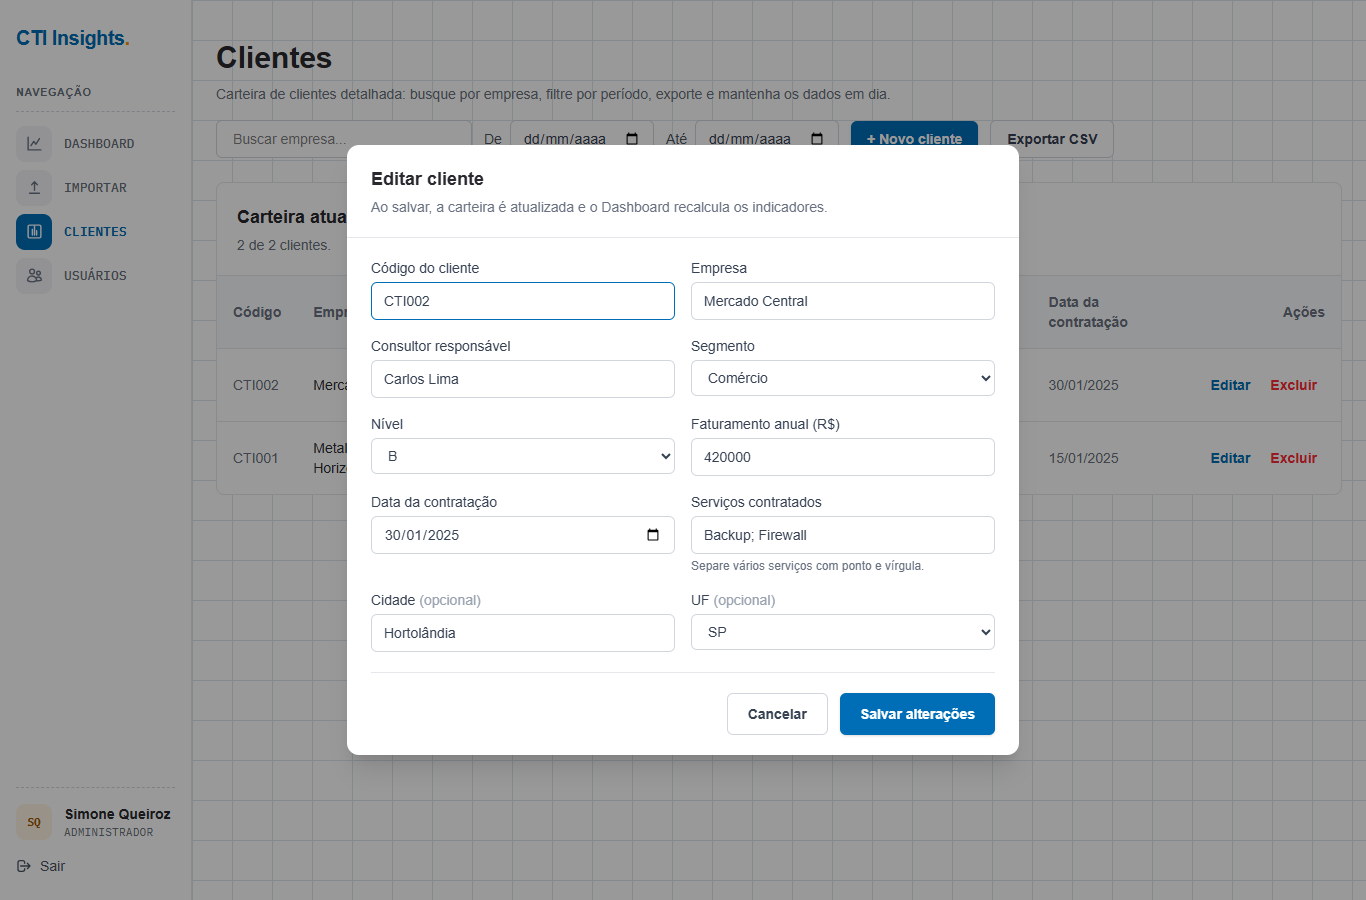 CTI Insights.
NAVEGAÇÃO
DASHBOARD
IMPORTAR
CLIENTES
USUÁRIOS
SQ
Simone Queiroz
ADMINISTRADOR
Sair
Clientes
Carteira de clientes detalhada: busque por empresa, filtre por período, exporte e mantenha os dados em dia.
Buscar empresa... De dd/mm/aaaa Até dd/mm/aaaa + Novo cliente Exportar CSV
Carteira atua
2 de 2 clientes.
Código Empr Data da contratação Ações
CTI002 Merca 30/01/2025 Editar Excluir
CTI001 Metal Horizo 15/01/2025 Editar Excluir
Editar cliente
Ao salvar, a carteira é atualizada e o Dashboard recalcula os indicadores.
Código do cliente Empresa
CTI002 Mercado Central
Consultor responsável Segmento
Carlos Lima Comércio
Nível Faturamento anual (R$)
B 420000
Data da contratação Serviços contratados
30/01/2025 Backup; Firewall
Separe vários serviços com ponto e vírgula.
Cidade (opcional) UF (opcional)
Hortolândia SP
Cancelar Salvar alterações